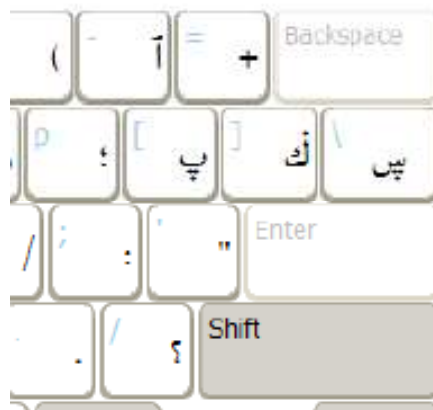 ( - آ = + Backspace
p ؛ [ پ ] ڬ \ ڛ
/ ; : ' " Enter
. / ؟ Shift